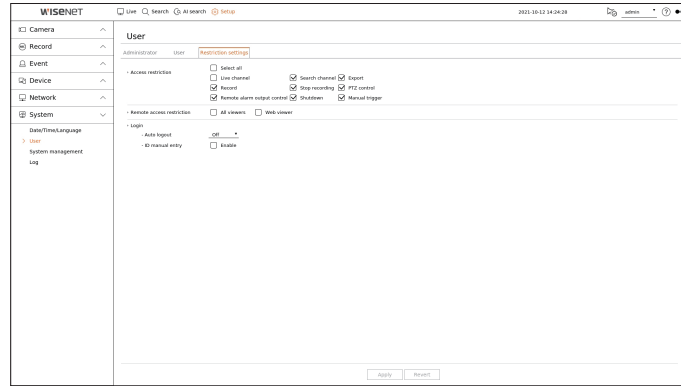 WISENET
Live Search AI search Setup 2021-10-12 14:24:28 admin ?
Camera
Record
Event
Device
Network
System
Date/Time/Language
> User
System management
Log
User
Administrator User Restriction settings
Access restriction
Select all
Live channel Search channel Export
Record Stop recording PTZ control
Remote alarm output control Shutdown Manual trigger
Remote access restriction All viewers Web viewer
Login
- Auto logout Off
- ID manual entry Enable
Apply Revert